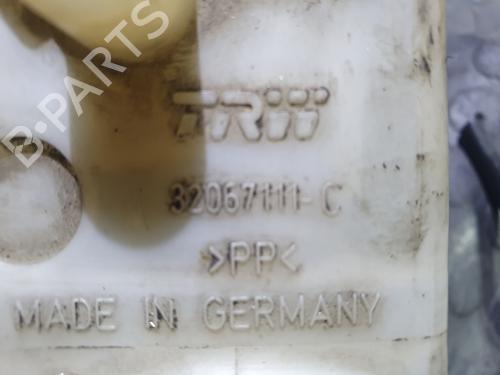 B-PARTS
TRW
32067111-C
>PP<
MADE IN GERMANY